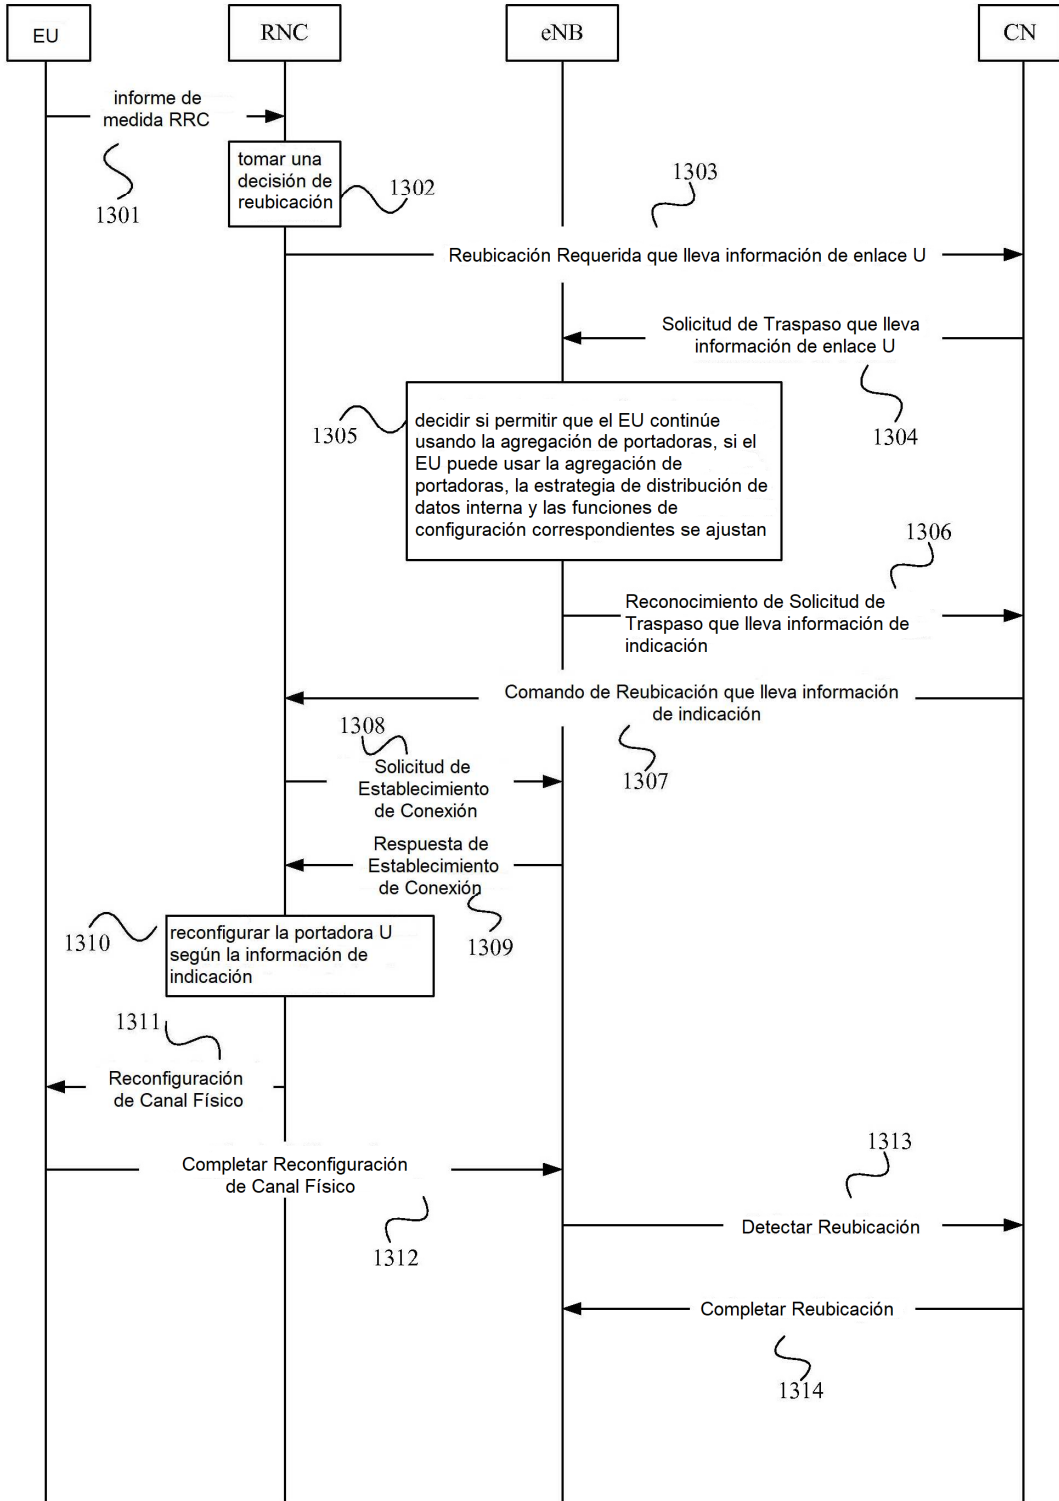 EU
RNC
eNB
CN
informe de
medida RRC
1301
tomar una
decisión de
reubicación
1302
1303
Reubicación Requerida que lleva información de enlace U
Solicitud de Traspaso que lleva
información de enlace U
1304
1305
decidir si permitir que el EU continúe
usando la agregación de portadoras, si el
EU puede usar la agregación de
portadoras, la estrategia de distribución de
datos interna y las funciones de
configuración correspondientes se ajustan
1306
Reconocimiento de Solicitud de
Traspaso que lleva información de
indicación
Comando de Reubicación que lleva información
de indicación
1307
1308
Solicitud de
Establecimiento
de Conexión
Respuesta de
Establecimiento
de Conexión
1309
1310
reconfigurar la portadora U
según la información de
indicación
1311
Reconfiguración
de Canal Físico
Completar Reconfiguración
de Canal Físico
1312
1313
Detectar Reubicación
Completar Reubicación
1314